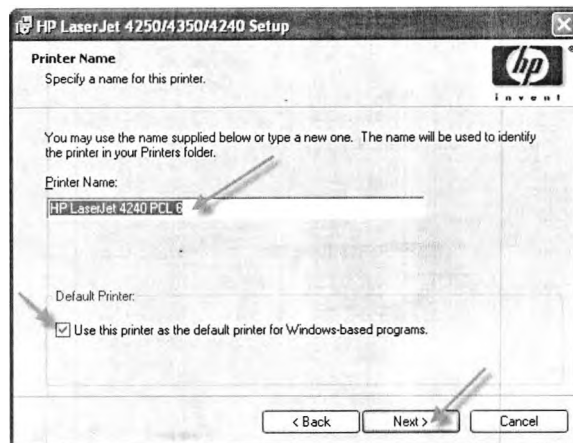 HP LaserJet 4250/4350/4240 Setup
Printer Name
Specify a name for this printer.
hp
®
invent
You may use the name supplied below or type a new one. The name will be used to identify
the printer in your Printers folder.
Printer Name:
HP LaserJet 4240 PCL 6
Default Printer:
Use this printer as the default printer for Windows-based programs.
< Back Next > Cancel